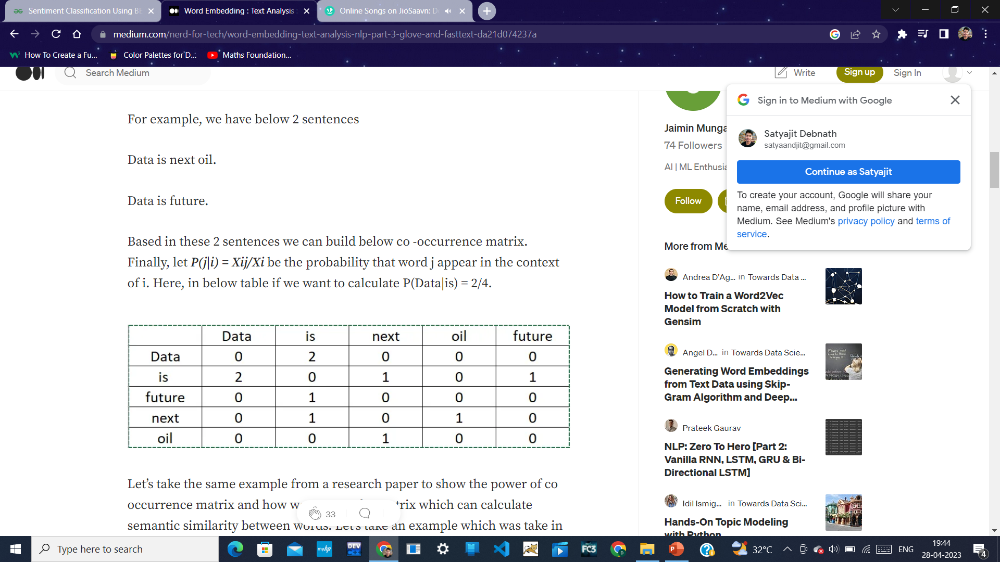 Sentiment Classification Using BE
Word Embedding : Text Analysis
Online Songs on JioSaavn: D
medium.com/nerd-for-tech/word-embedding-text-analysis-nlp-part-3-glove-and-fasttext-da21d074237a
How To Create a Fu...
Color Palettes for D...
Maths Foundation...
Search Medium
Write
Sign up
Sign In
For example, we have below 2 sentences
Data is next oil.
Data is future.
Based in these 2 sentences we can build below co -occurrence matrix.
Finally, let P(j|i) = Xij/Xi be the probability that word j appear in the context
of i. Here, in below table if we want to calculate P(Data|is) = 2/4.
Data is next oil future
Data 0 2 0 0 0
is 2 0 1 0 1
future 0 1 0 0 0
next 0 1 0 1 0
oil 0 0 1 0 0
Let’s take the same example from a research paper to show the power of co
occurrence matrix and how w trix which can calculate
semantic similarity between words. Let's take an example which was take in
33
Jaimin Munga
74 Followers
AI | ML Enthusia
Follow
More from Me
Sign in to Medium with Google
Satyajit Debnath
satyaandjit@gmail.com
Continue as Satyajit
To create your account, Google will share your
name, email address, and profile picture with
Medium. See Medium's privacy policy and terms of
service.
Andrea D'Ag... in Towards Data ...
How to Train a Word2Vec
Model from Scratch with
Gensim
Angel D... in Towards Data Scie...
Generating Word Embeddings
from Text Data using Skip-
Gram Algorithm and Deep...
Prateek Gaurav
NLP: Zero To Hero [Part 2:
Vanilla RNN, LSTM, GRU & Bi-
Directional LSTM]
Idil Ismig... in Towards Data Sci...
Hands-On Topic Modeling
with Python
Type here to search
myhp
DEV
FC3
32°C
ENG
19:44
28-04-2023
4